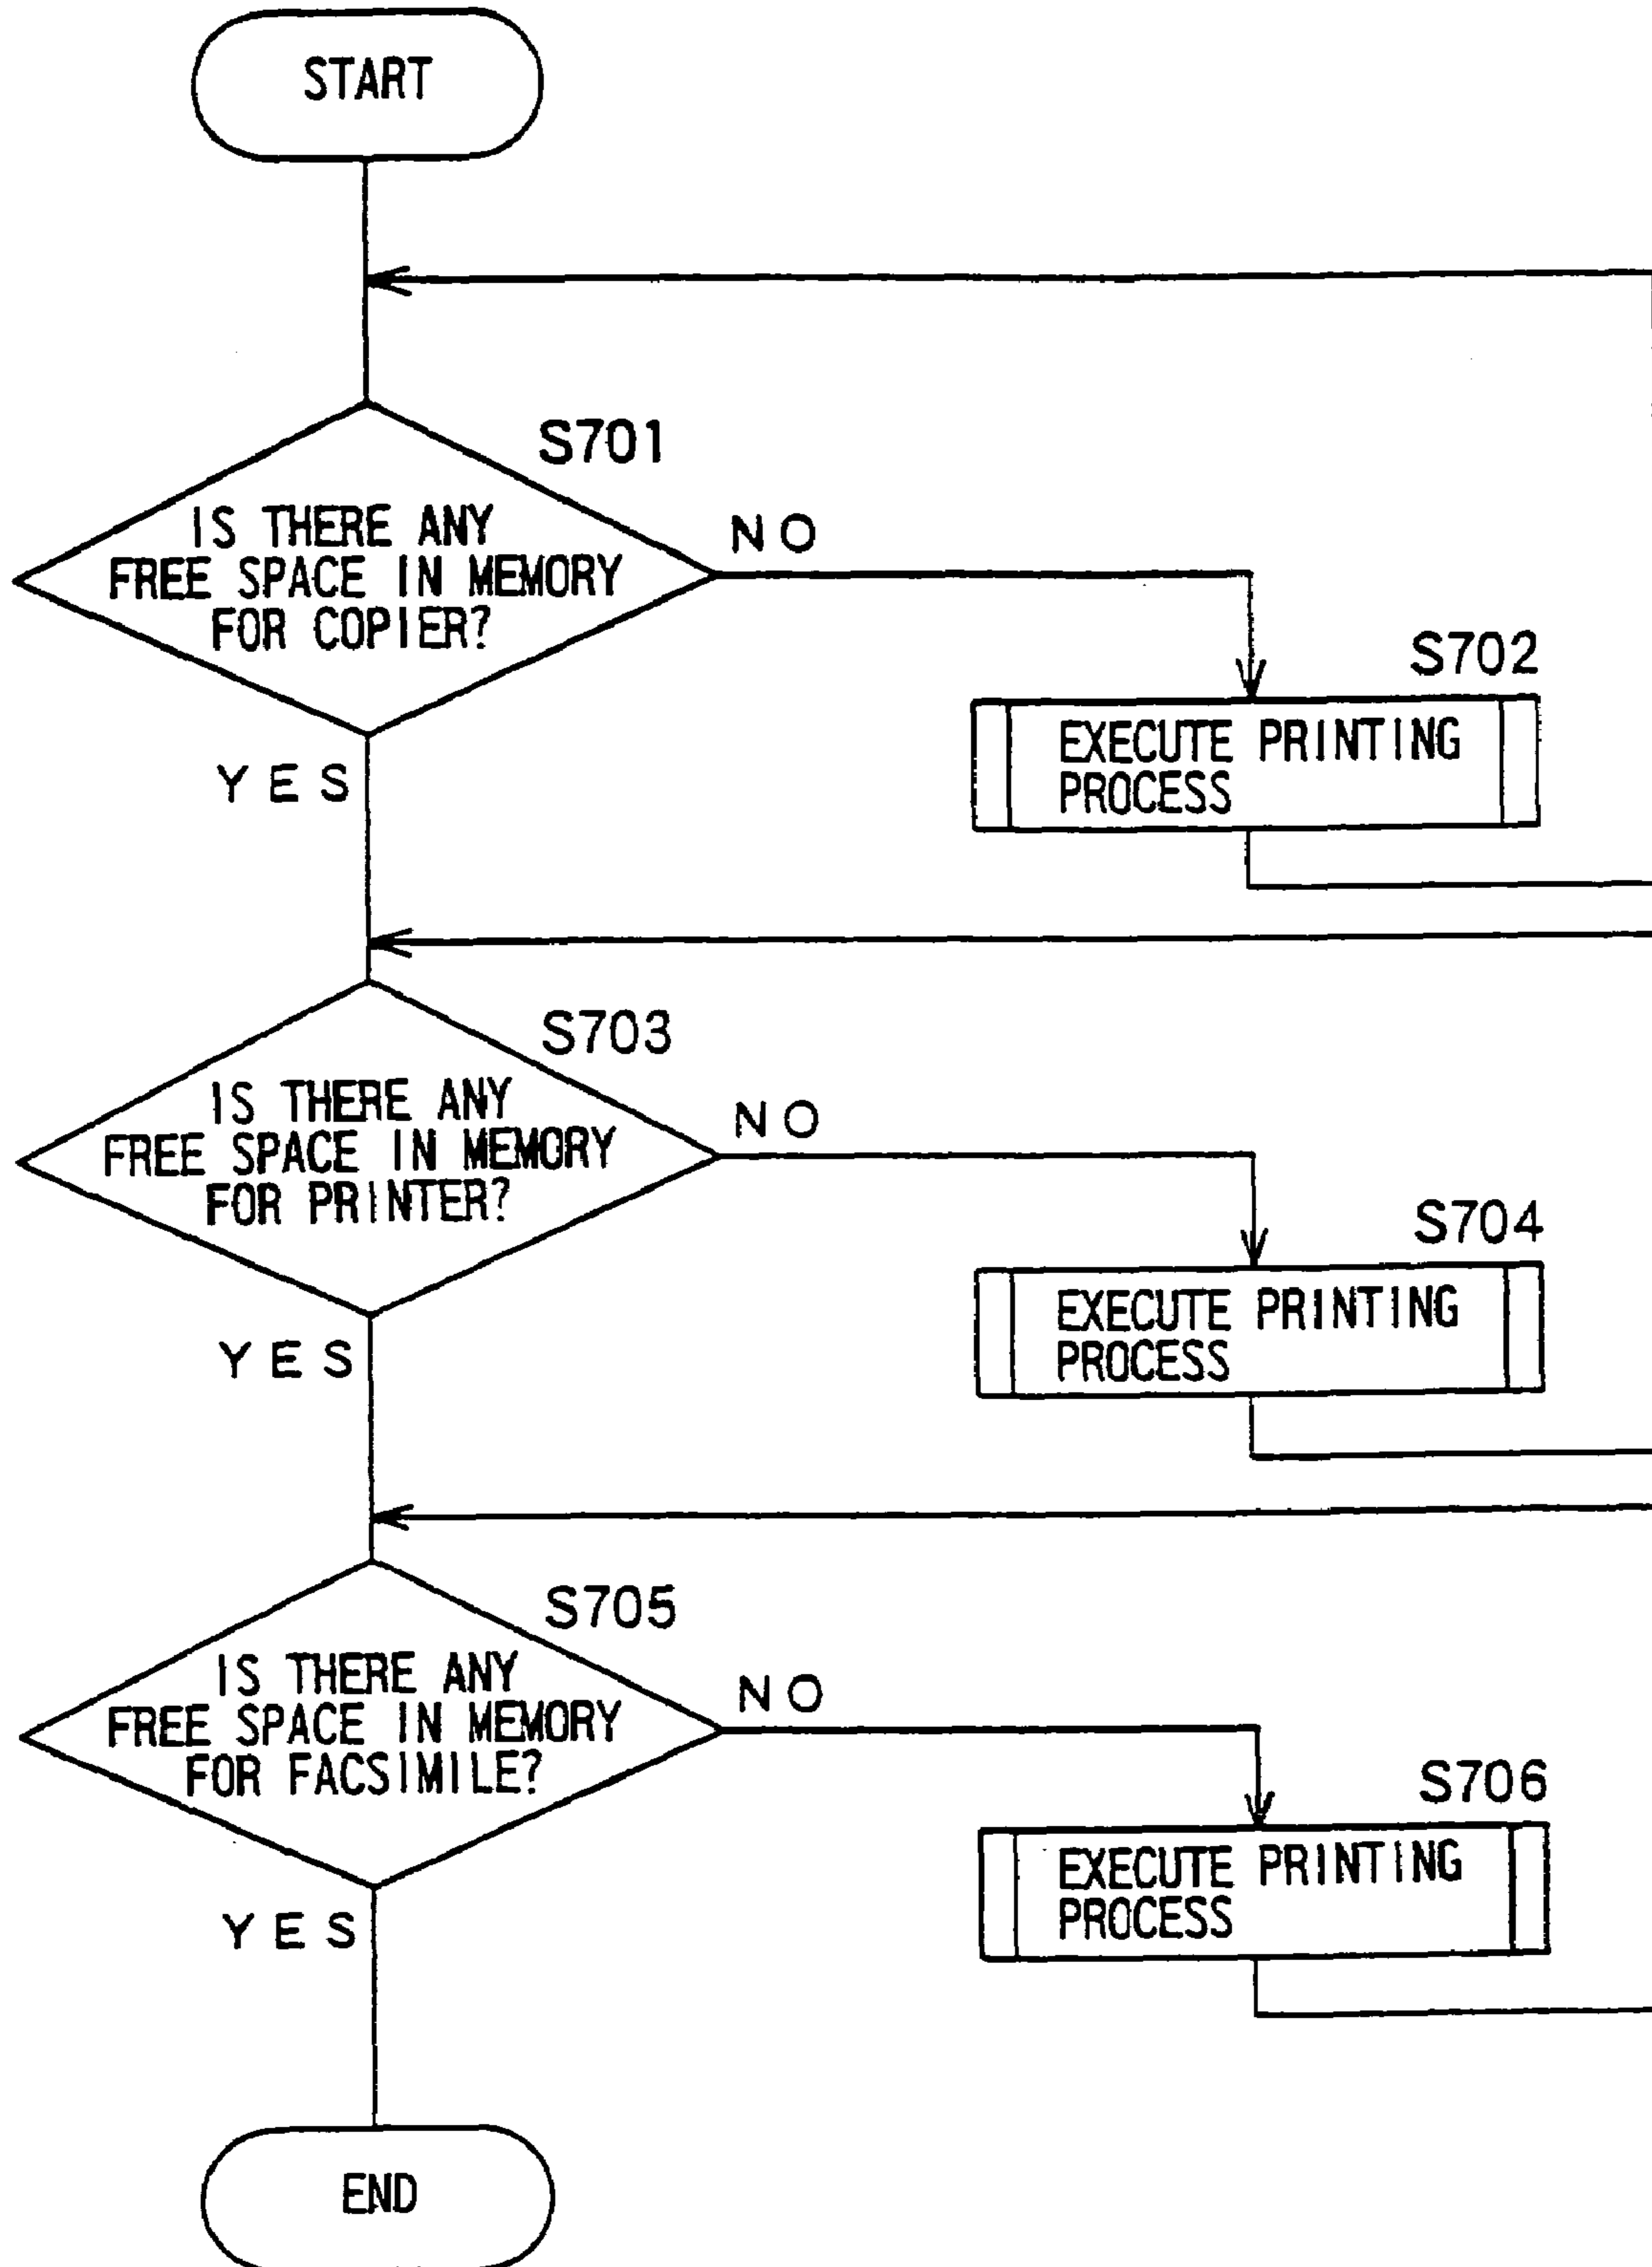 START
S701
IS THERE ANY
FREE SPACE IN MEMORY
FOR COPIER?
NO
YES
S702
EXECUTE PRINTING
PROCESS
S703
IS THERE ANY
FREE SPACE IN MEMORY
FOR PRINTER?
NO
YES
S704
EXECUTE PRINTING
PROCESS
S705
IS THERE ANY
FREE SPACE IN MEMORY
FOR FACSIMILE?
NO
YES
S706
EXECUTE PRINTING
PROCESS
END